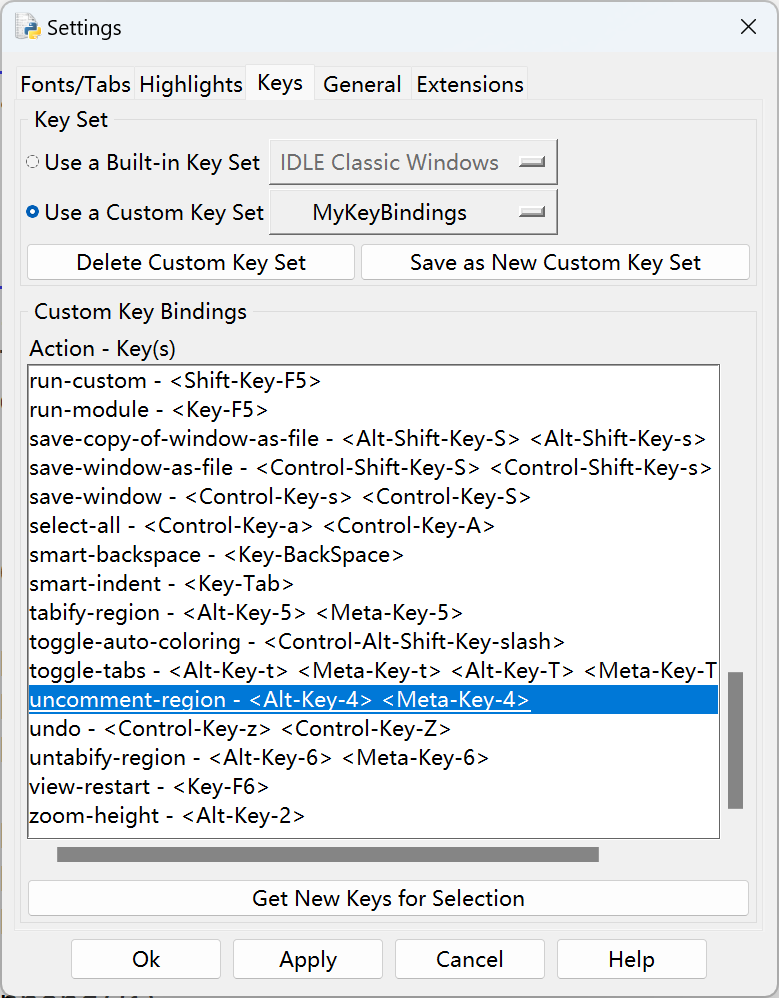 Settings
Fonts/Tabs Highlights Keys General Extensions
Key Set
Use a Built-in Key Set IDLE Classic Windows
Use a Custom Key Set MyKeyBindings
Delete Custom Key Set Save as New Custom Key Set
Custom Key Bindings
Action - Key(s)
run-custom - <Shift-Key-F5>
run-module - <Key-F5>
save-copy-of-window-as-file - <Alt-Shift-Key-S> <Alt-Shift-Key-s>
save-window-as-file - <Control-Shift-Key-S> <Control-Shift-Key-s>
save-window - <Control-Key-s> <Control-Key-S>
select-all - <Control-Key-a> <Control-Key-A>
smart-backspace - <Key-BackSpace>
smart-indent - <Key-Tab>
tabify-region - <Alt-Key-5> <Meta-Key-5>
toggle-auto-coloring - <Control-Alt-Shift-Key-slash>
toggle-tabs - <Alt-Key-t> <Meta-Key-t> <Alt-Key-T> <Meta-Key-T
uncomment-region - <Alt-Key-4> <Meta-Key-4>
undo - <Control-Key-z> <Control-Key-Z>
untabify-region - <Alt-Key-6> <Meta-Key-6>
view-restart - <Key-F6>
zoom-height - <Alt-Key-2>
Get New Keys for Selection
Ok Apply Cancel Help